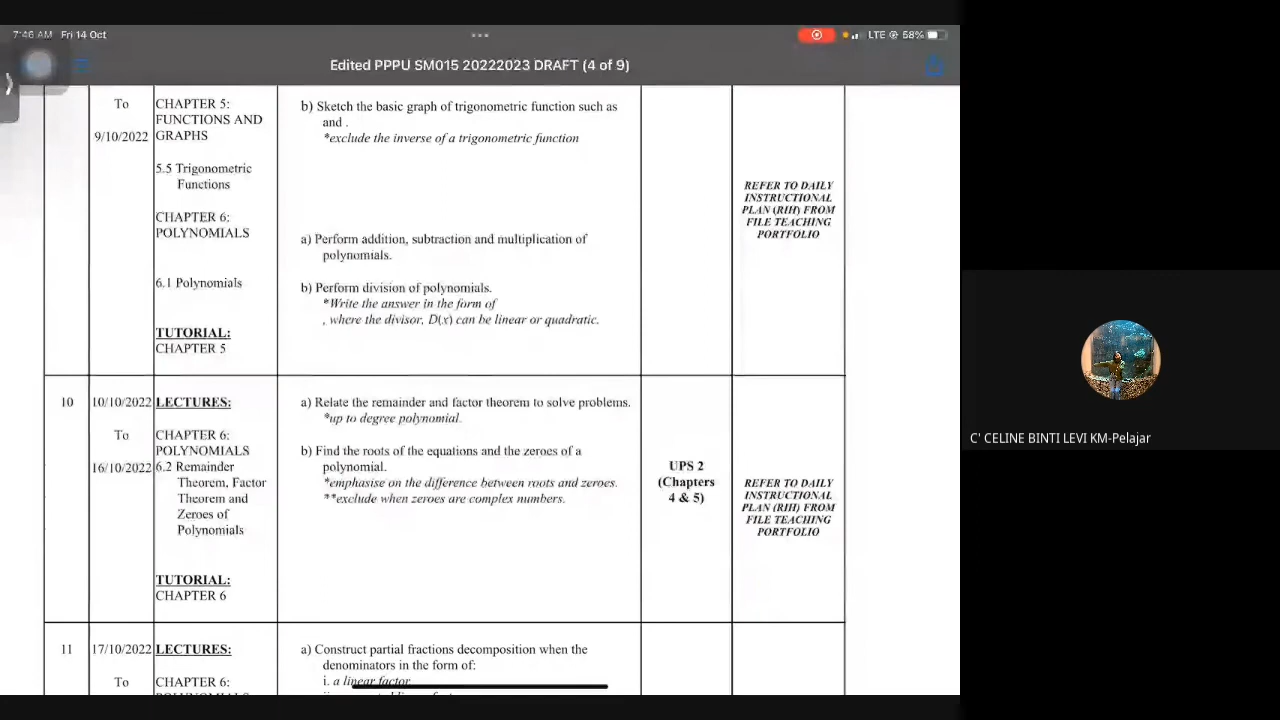 7:46 AM Fri 14 Oct
LTE 58%
Edited PPPU SM015 20222023 DRAFT (4 of 9)
To
9/10/2022
CHAPTER 5:
FUNCTIONS AND
GRAPHS
5.5 Trigonometric
Functions
CHAPTER 6:
POLYNOMIALS
6.1 Polynomials
TUTORIAL:
CHAPTER 5
b) Sketch the basic graph of trigonometric function such as
and .
*exclude the inverse of a trigonometric function
a) Perform addition, subtraction and multiplication of
polynomials.
b) Perform division of polynomials.
*Write the answer in the form of
, where the divisor, D(x) can be linear or quadratic.
REFER TO DAILY
INSTRUCTIONAL
PLAN (RIH) FROM
FILE TEACHING
PORTFOLIO
10
10/10/2022
To
16/10/2022
LECTURES:
CHAPTER 6:
POLYNOMIALS
6.2 Remainder
Theorem, Factor
Theorem and
Zeroes of
Polynomials
TUTORIAL:
CHAPTER 6
a) Relate the remainder and factor theorem to solve problems.
*up to degree polynomial.
b) Find the roots of the equations and the zeroes of a
polynomial.
*emphasise on the difference between roots and zeroes.
**exclude when zeroes are complex numbers.
UPS 2
(Chapters
4 & 5)
REFER TO DAILY
INSTRUCTIONAL
PLAN (RIH) FROM
FILE TEACHING
PORTFOLIO
11
17/10/2022
To
LECTURES:
CHAPTER 6:
a) Construct partial fractions decomposition when the
denominators in the form of:
i. a linear factor
C' CELINE BINTI LEVI KM-Pelajar